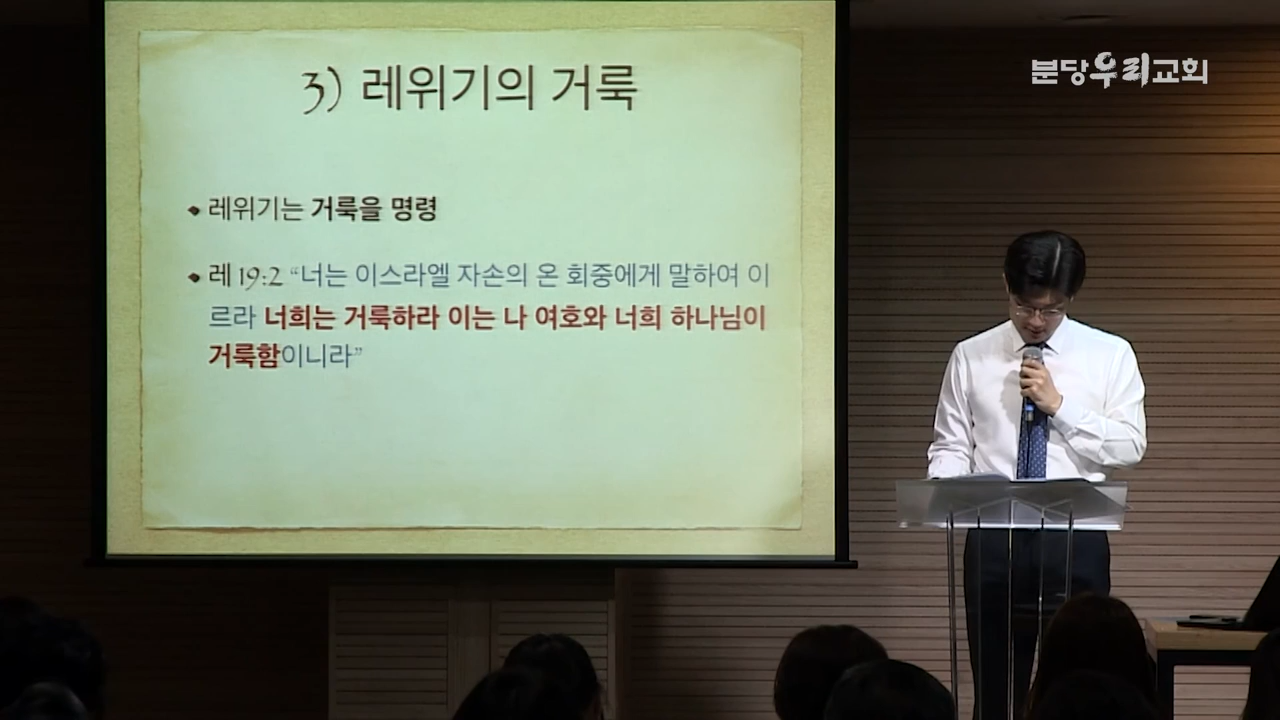 3) 레위기의 거룩
분당우리교회
레위기는 거룩을 명령
레 19:2 “너는 이스라엘 자손의 온 회중에게 말하여 이
르라 너희는 거룩하라 이는 나 여호와 너희 하나님이
거룩함이니라”